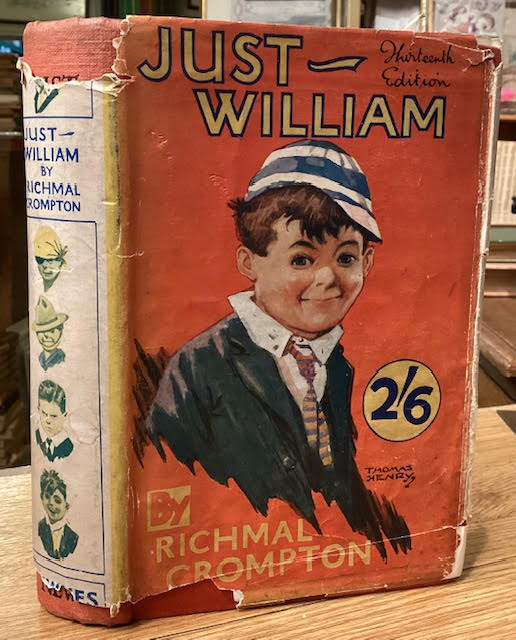 JUST-
WILLIAM
Thirteenth
Edition
2/6
THOMAS
HENRY
By
RICHMAL
CROMPTON
JUST-
WILLIAM
BY
RICHMAL
CROMPTON